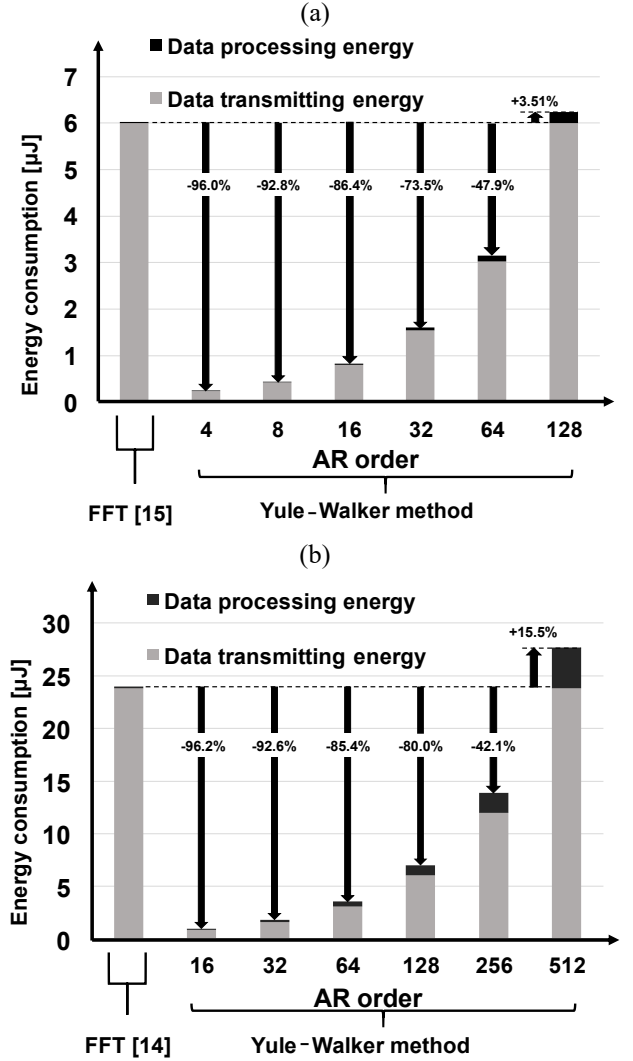 (a)
Data processing energy
Data transmitting energy
Energy consumption [µJ]
7
6
5
4
3
2
1
0
+3.51%
-96.0%
-92.8%
-86.4%
-73.5%
-47.9%
4 8 16 32 64 128
AR order
FFT [15]
Yule-Walker method
(b)
Data processing energy
Data transmitting energy
Energy consumption [µJ]
30
25
20
15
10
5
0
+15.5%
-96.2%
-92.6%
-85.4%
-80.0%
-42.1%
16 32 64 128 256 512
AR order
FFT [14]
Yule-Walker method